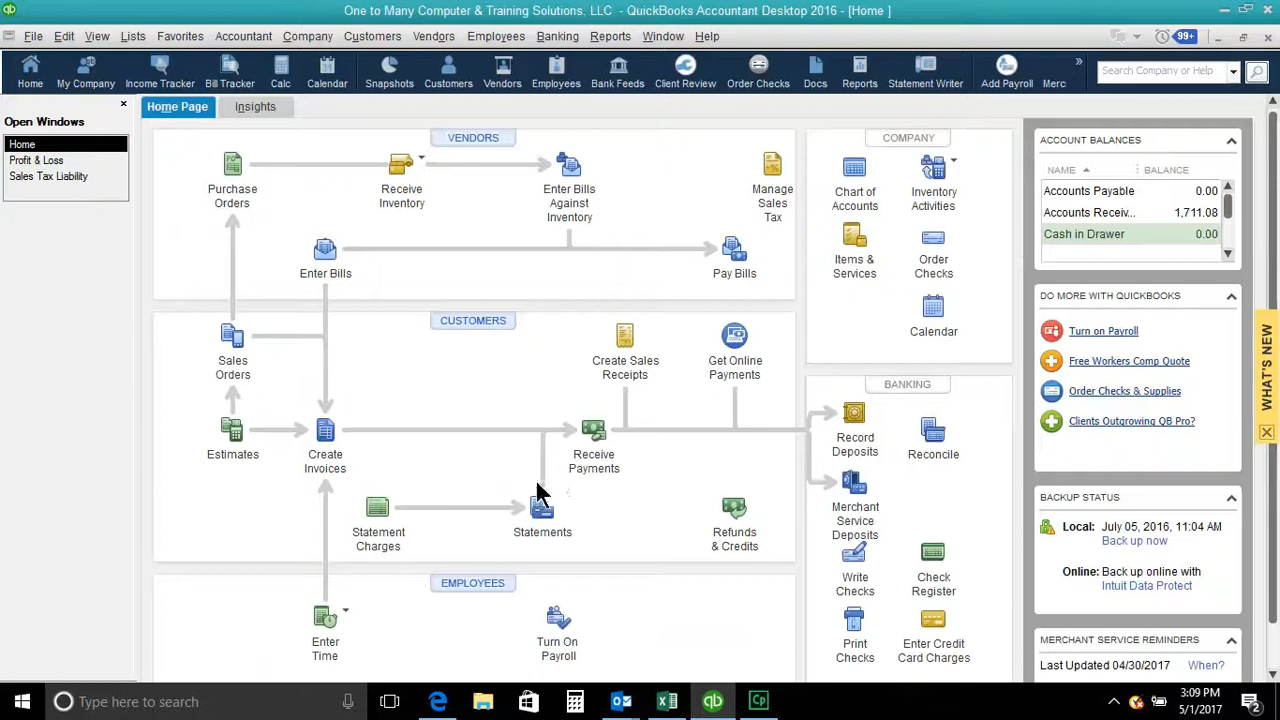 One to Many Computer & Training Solutions, LLC - QuickBooks Accountant Desktop 2016 - [Home ]
File Edit View Lists Favorites Accountant Company Customers Vendors Employees Banking Reports Window Help
99+
Home My Company Income Tracker Bill Tracker Calc Calendar Snapshots Customers Vendors Employees Bank Feeds Client Review Order Checks Docs Reports Statement Writer Add Payroll Merc
Search Company or Help
Open Windows
Home
Profit & Loss
Sales Tax Liability
Home Page Insights
VENDORS
Purchase
Orders
Receive
Inventory
Enter Bills
Against
Inventory
Manage
Sales
Tax
Enter Bills
Pay Bills
CUSTOMERS
Sales
Orders
Create Sales
Receipts
Get Online
Payments
Estimates
Create
Invoices
Receive
Payments
Statement
Charges
Statements
Refunds
& Credits
EMPLOYEES
Enter
Time
Turn On
Payroll
COMPANY
Chart of
Accounts
Inventory
Activities
Items &
Services
Order
Checks
Calendar
BANKING
Record
Deposits
Reconcile
Merchant
Service
Deposits
Write
Checks
Check
Register
Print
Checks
Enter Credit
Card Charges
ACCOUNT BALANCES
NAME BALANCE
Accounts Payable 0.00
Accounts Receiv... 1,711.08
Cash in Drawer 0.00
DO MORE WITH QUICKBOOKS
Turn on Payroll
Free Workers Comp Quote
Order Checks & Supplies
Clients Outgrowing QB Pro?
BACKUP STATUS
Local: July 05, 2016, 11:04 AM
Back up now
Online: Back up online with
Intuit Data Protect
MERCHANT SERVICE REMINDERS
Last Updated 04/30/2017 When?
WHAT'S NEW
Type here to search
3:09 PM
5/1/2017
2